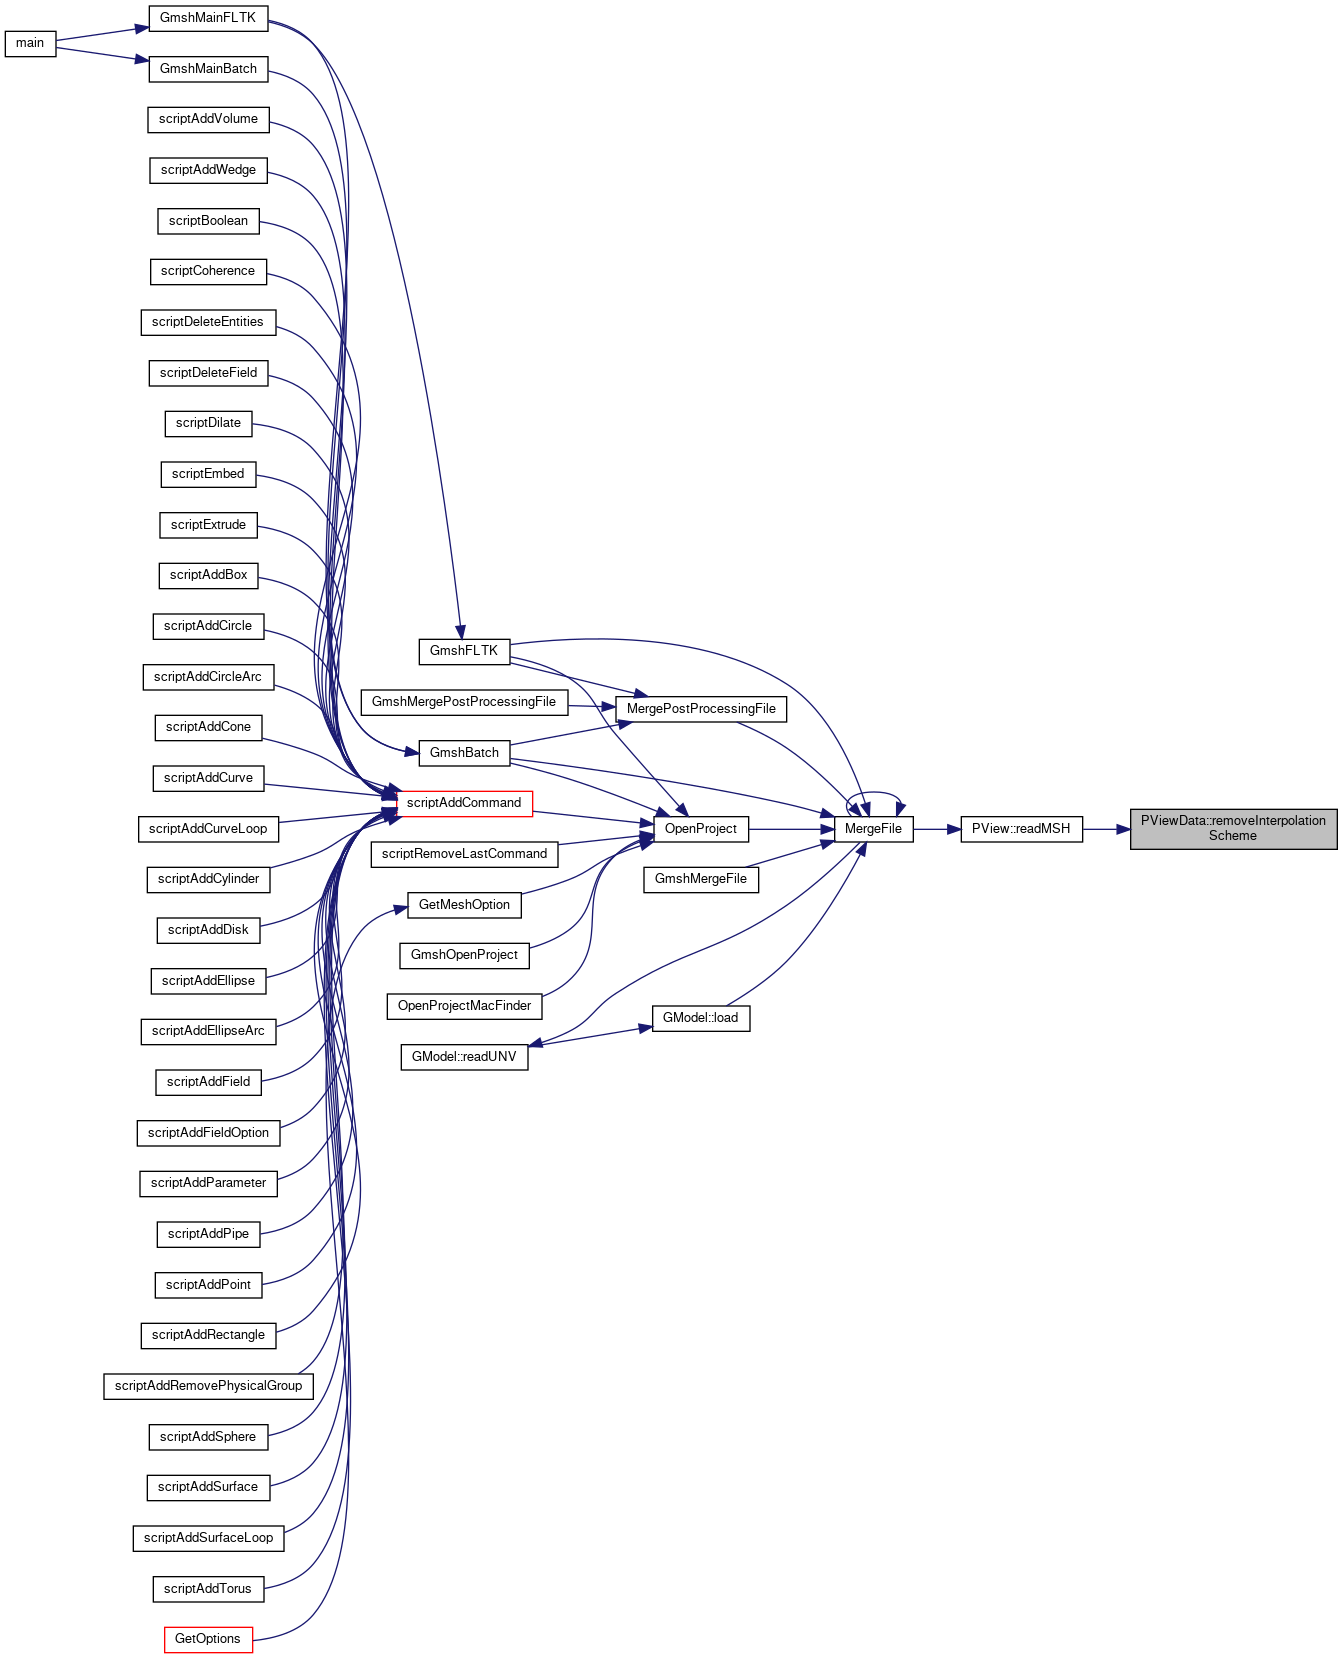 main
GmshMainFLTK
GmshMainBatch
scriptAddVolume
scriptAddWedge
scriptBoolean
scriptCoherence
scriptDeleteEntities
scriptDeleteField
scriptDilate
scriptEmbed
scriptExtrude
scriptAddBox
scriptAddCircle
scriptAddCircleArc
scriptAddCone
scriptAddCurve
scriptAddCurveLoop
scriptAddCylinder
scriptAddDisk
scriptAddEllipse
scriptAddEllipseArc
scriptAddField
scriptAddFieldOption
scriptAddParameter
scriptAddPipe
scriptAddPoint
scriptAddRectangle
scriptAddRemovePhysicalGroup
scriptAddSphere
scriptAddSurface
scriptAddSurfaceLoop
scriptAddTorus
GetOptions
GmshFLTK
GmshMergePostProcessingFile
GmshBatch
scriptAddCommand
scriptRemoveLastCommand
GetMeshOption
GmshOpenProject
OpenProjectMacFinder
GModel::readUNV
MergePostProcessingFile
OpenProject
GmshMergeFile
GModel::load
MergeFile
PView::readMSH
PViewData::removeInterpolation
Scheme